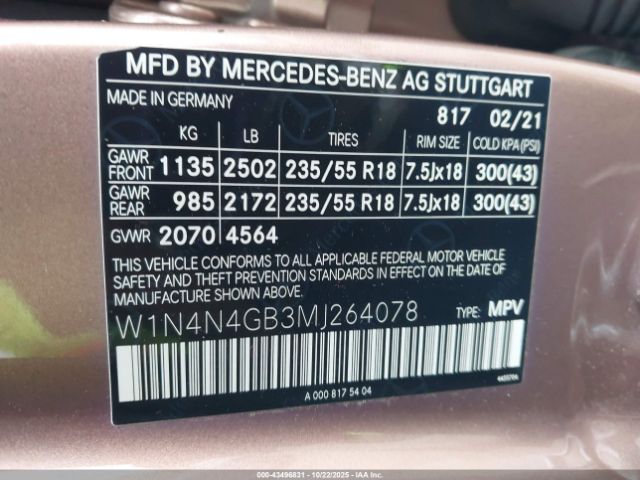 MFD BY MERCEDES-BENZ AG STUTTGART
MADE IN GERMANY 817 02/21
KG LB TIRES RIM SIZE COLD KPA(PSI)
GAWR FRONT 1135 2502 235/55 R18 7.5Jx18 300(43)
GAWR REAR 985 2172 235/55 R18 7.5Jx18 300(43)
GVWR 2070 4564
THIS VEHICLE CONFORMS TO ALL APPLICABLE FEDERAL MOTOR VEHICLE
SAFETY AND THEFT PREVENTION STANDARDS IN EFFECT ON THE DATE OF
MANUFACTURE SHOWN ABOVE.
W1N4N4GB3MJ264078 TYPE: MPV
A 000 817 54 04
000-43496831 - 10/22/2025 - IAAI.COM